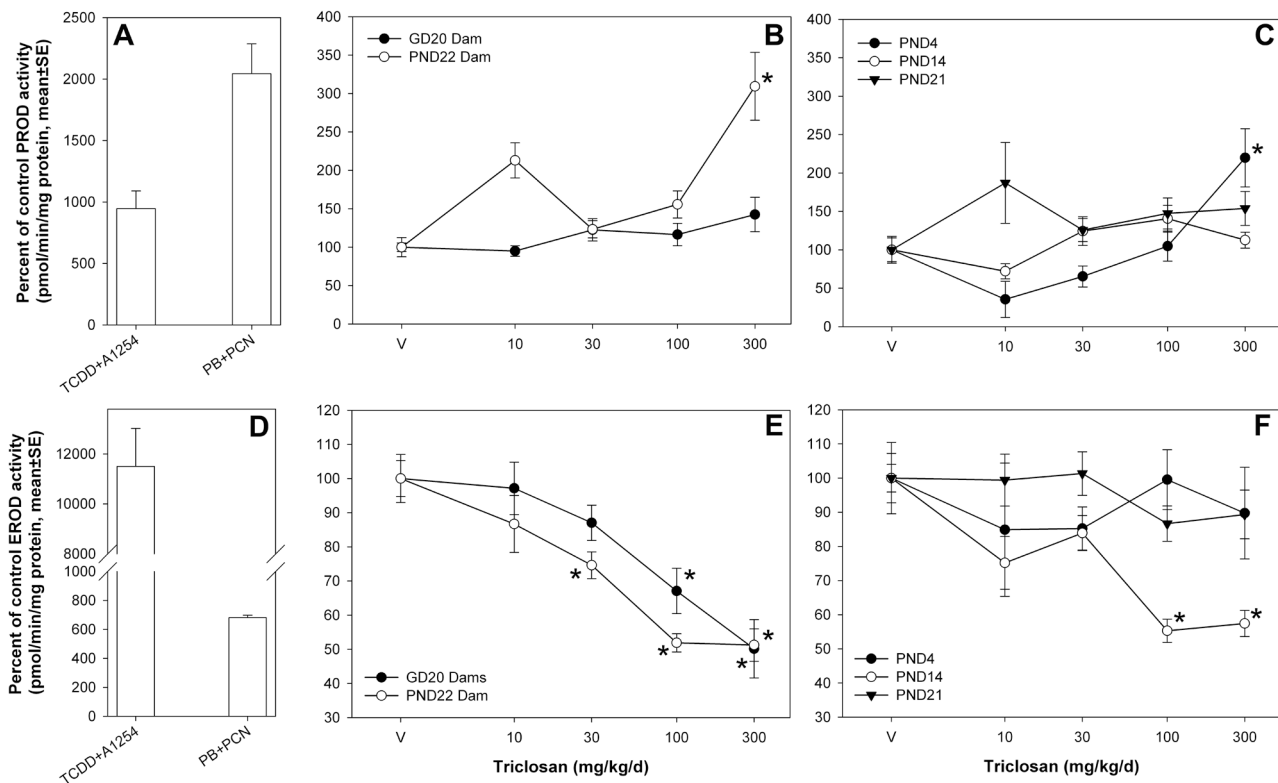 A
Percent of control PROD activity
(pmol/min/mg protein, mean±SE)
2500
2000
1500
1000
500
0
TCDD+A1254
PB+PCN
B
GD20 Dam
PND22 Dam
400
350
300
250
200
150
100
50
0
*
V
10
30
100
300
C
PND4
PND14
PND21
400
350
300
250
200
150
100
50
0
*
V
10
30
100
300
D
Percent of control EROD activity
(pmol/min/mg protein, mean±SE)
12000
10000
8000
1000
800
600
400
200
0
TCDD+A1254
PB+PCN
E
120
110
100
90
80
70
60
50
40
30
*
*
*
*
*
GD20 Dams
PND22 Dam
V
10
30
100
300
Triclosan (mg/kg/d)
F
120
110
100
90
80
70
60
50
40
30
*
*
PND4
PND14
PND21
V
10
30
100
300
Triclosan (mg/kg/d)